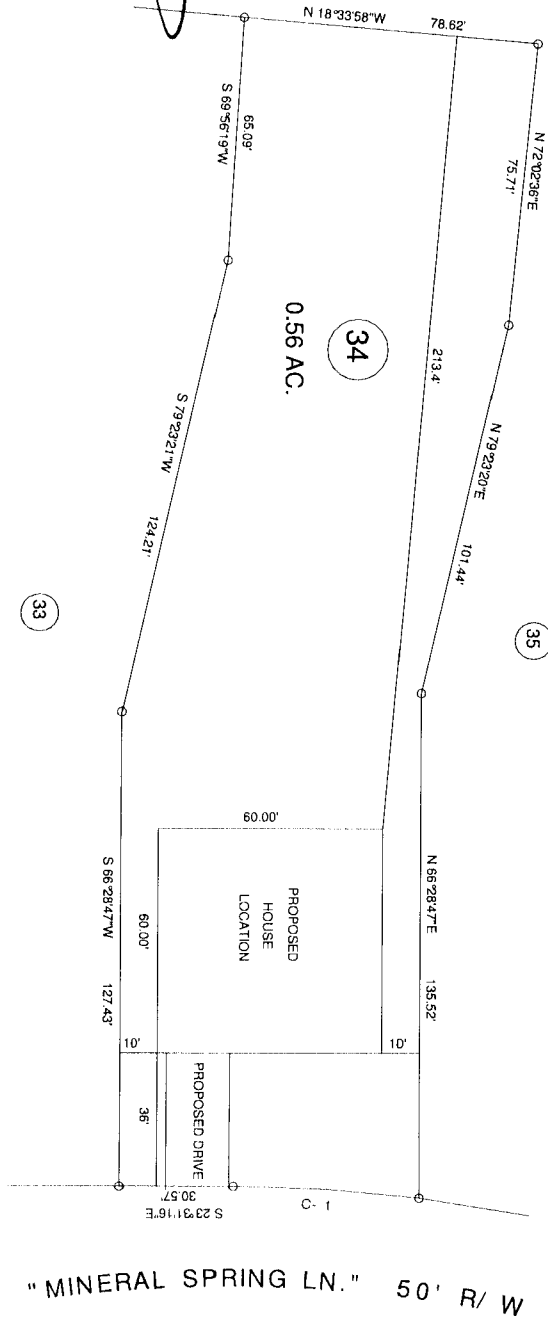 N 18°33'58"W
78.62'
N 72°02'36"E
75.71'
S 69°56'19"W
65.09'
34
0.56 AC.
213.4'
N 79°23'20"E
101.44'
S 79°23'21"W
124.21'
33
35
60.00'
PROPOSED
HOUSE
LOCATION
60.00'
N 66°28'47"E
135.52'
S 66°28'47"W
127.43'
10'
10'
PROPOSED DRIVE
36'
S 23°31'16"E
30.57'
C- 1
"MINERAL SPRING LN." 50' R/ W